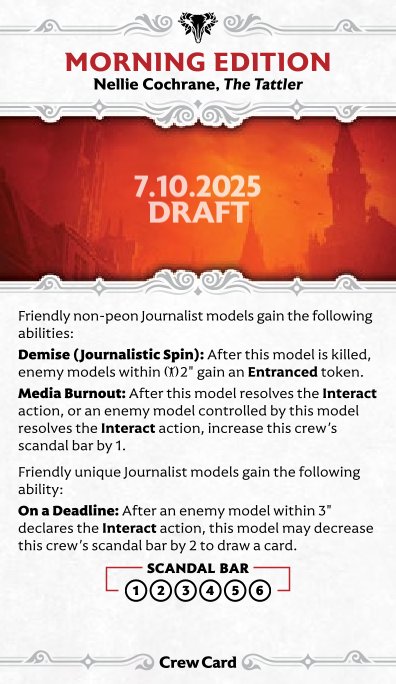 MORNING EDITION
Nellie Cochrane, The Tattler
7.10.2025
DRAFT
Friendly non-peon Journalist models gain the following
abilities:
Demise (Journalistic Spin): After this model is killed,
enemy models within 2" gain an Entranced token.
Media Burnout: After this model resolves the Interact
action, or an enemy model controlled by this model
resolves the Interact action, increase this crew's
scandal bar by 1.
Friendly unique Journalist models gain the following
ability:
On a Deadline: After an enemy model within 3"
declares the Interact action, this model may decrease
this crew's scandal bar by 2 to draw a card.
SCANDAL BAR
1 2 3 4 5 6
Crew Card